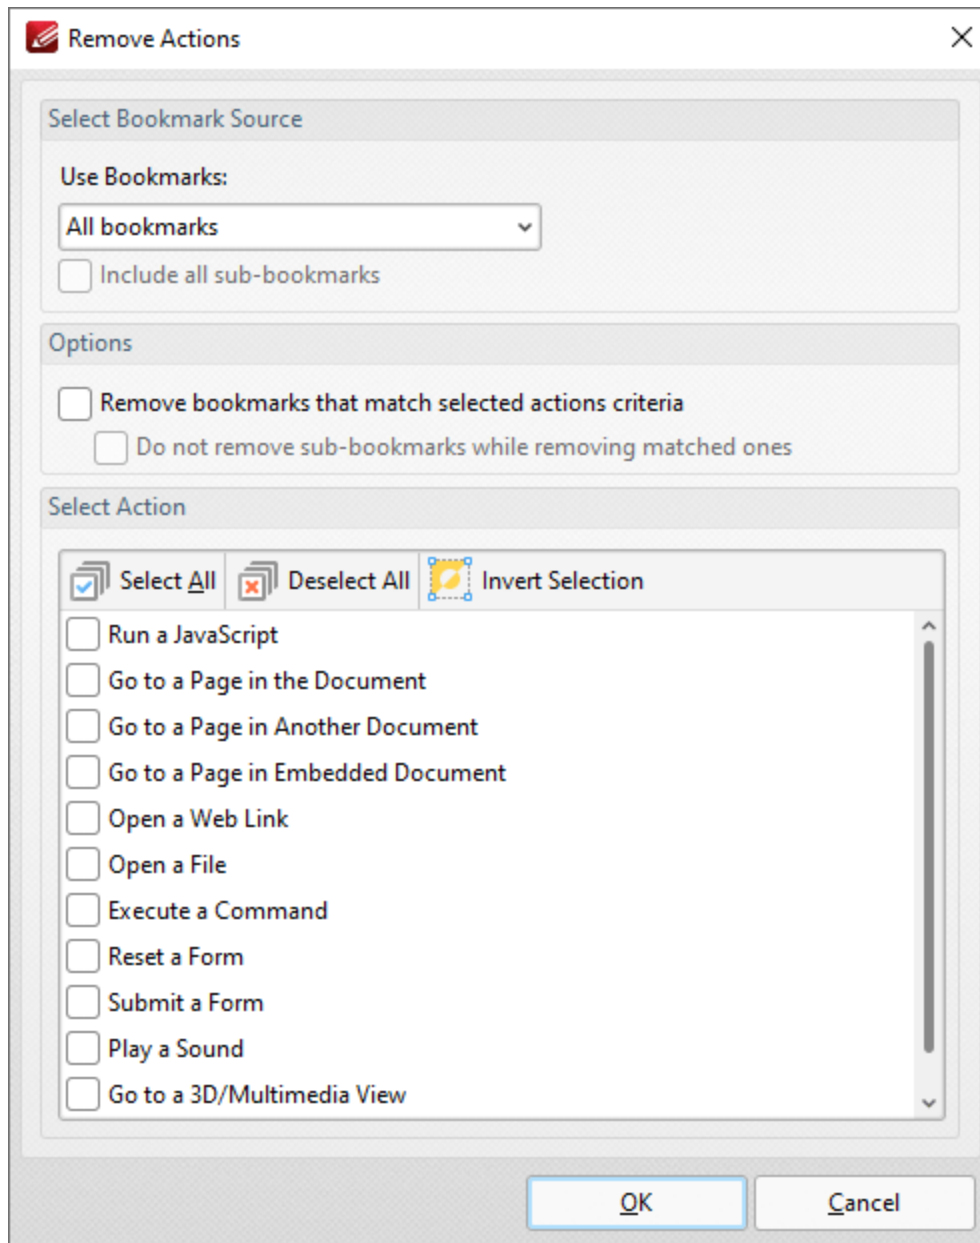 Remove Actions
Select Bookmark Source
Use Bookmarks:
All bookmarks
Include all sub-bookmarks
Options
Remove bookmarks that match selected actions criteria
Do not remove sub-bookmarks while removing matched ones
Select Action
Select All Deselect All Invert Selection
Run a JavaScript
Go to a Page in the Document
Go to a Page in Another Document
Go to a Page in Embedded Document
Open a Web Link
Open a File
Execute a Command
Reset a Form
Submit a Form
Play a Sound
Go to a 3D/Multimedia View
OK Cancel